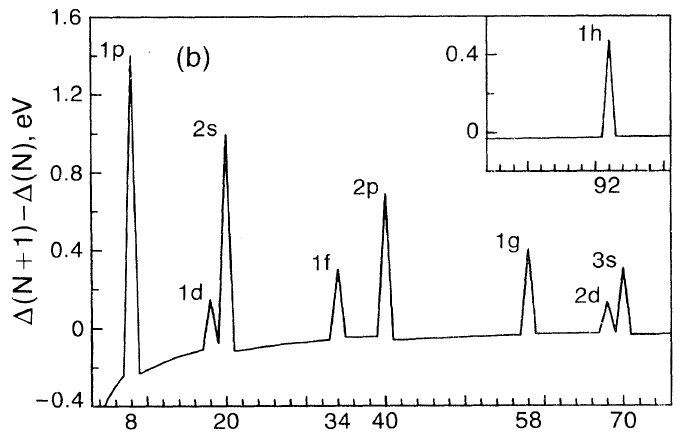 1.6
1p
(b)
1h
0.4
0
92
1.2
2s
0.8
2p
0.4
1f
1g
3s
1d
2d
0
−0.4
8
20
34
40
58
70
Δ(N+1)−Δ(N), eV